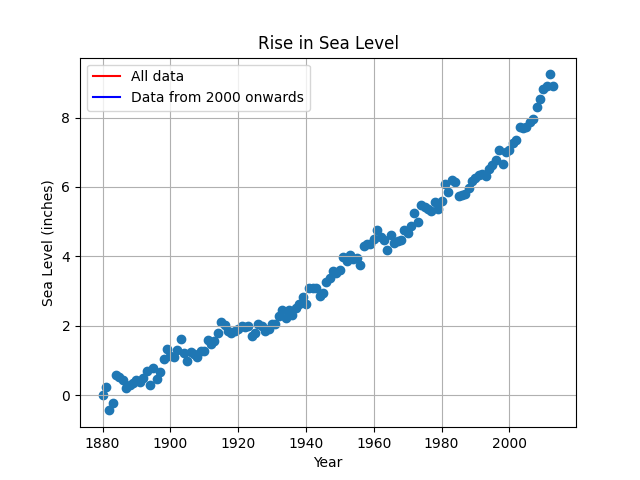 Rise in Sea Level
All data
Data from 2000 onwards
Sea Level (inches)
8
6
4
2
0
1880 1900 1920 1940 1960 1980 2000
Year